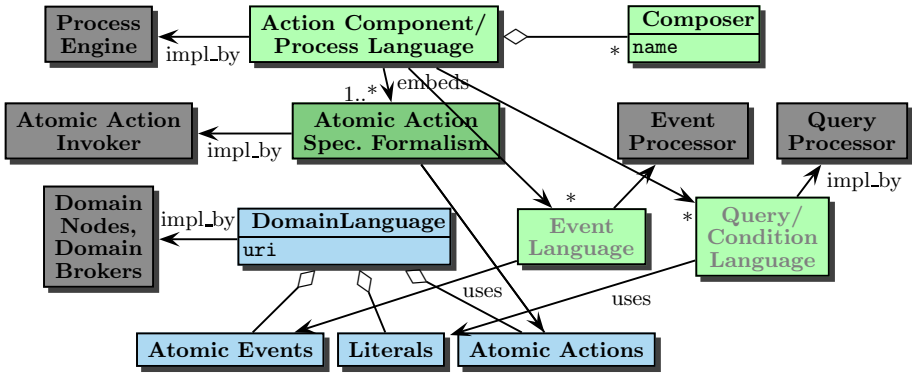 Process
Engine
impl_by
Action Component/
Process Language
Composer
name
*
embeds
1..*
Atomic Action
Invoker
impl_by
Atomic Action
Spec. Formalism
Event
Processor
Query
Processor
impl_by
Domain
Nodes,
Domain
Brokers
impl_by
DomainLanguage
uri
*
Event
Language
*
Query/
Condition
Language
uses
uses
Atomic Events
Literals
Atomic Actions